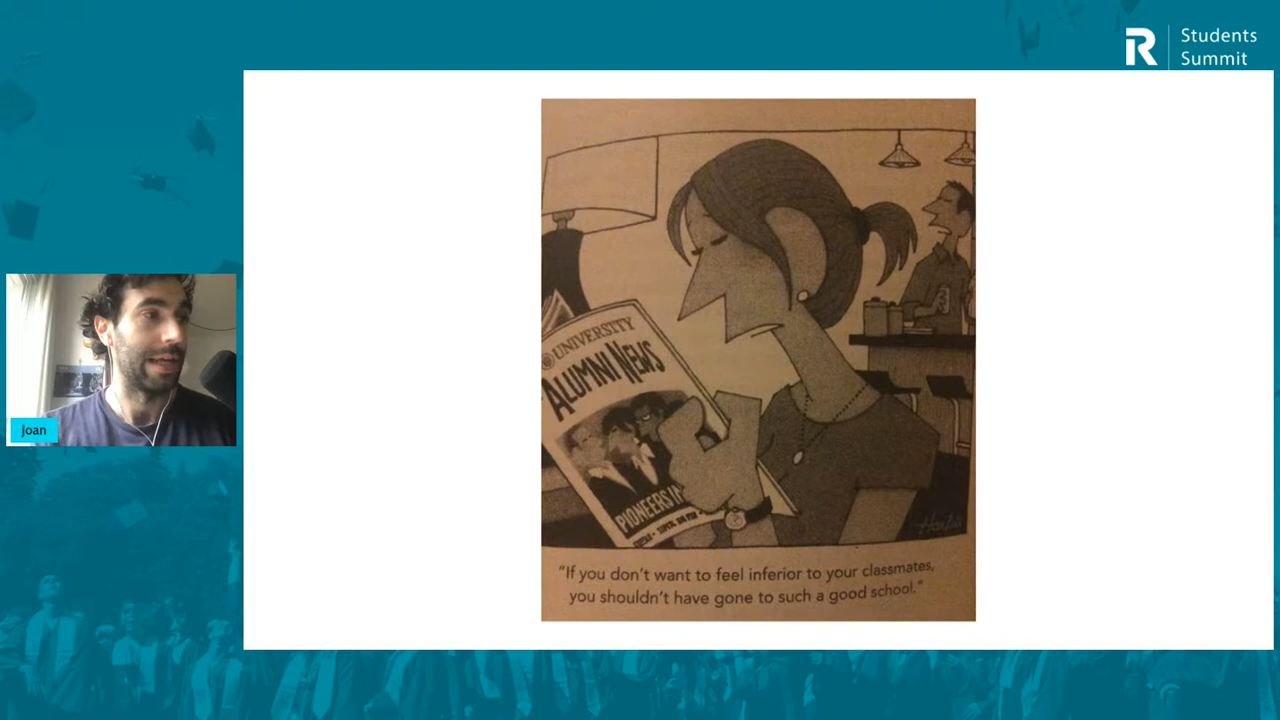 Students
Summit
Joan
UNIVERSITY
ALUMNI NEWS
PIONEERS IN
"If you don't want to feel inferior to your classmates,
you shouldn't have gone to such a good school."